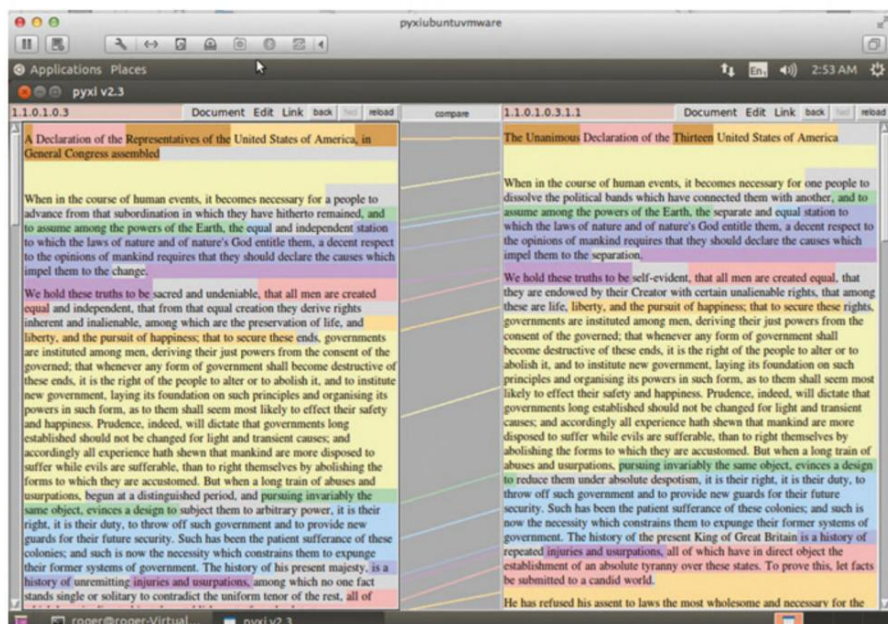 pyxiubuntuvmware
Applications Places
En₁ 2:53 AM
pyxi v2.3
1.1.0.1.0.3 Document Edit Link back fwd reload
compare
1.1.0.1.0.3.1.1 Document Edit Link back fwd reload
A Declaration of the Representatives of the United States of America, in
General Congress assembled
When in the course of human events, it becomes necessary for a people to
advance from that subordination in which they have hitherto remained, and
to assume among the powers of the Earth, the equal and independent station
to which the laws of nature and of nature's God entitle them, a decent respect
to the opinions of mankind requires that they should declare the causes which
impel them to the change.
We hold these truths to be sacred and undeniable, that all men are created
equal and independent, that from that equal creation they derive rights
inherent and inalienable, among which are the preservation of life, and
liberty, and the pursuit of happiness; that to secure these ends, governments
are instituted among men, deriving their just powers from the consent of the
governed; that whenever any form of government shall become destructive of
these ends, it is the right of the people to alter or to abolish it, and to institute
new government, laying its foundation on such principles and organising its
powers in such form, as to them shall seem most likely to effect their safety
and happiness. Prudence, indeed, will dictate that governments long
established should not be changed for light and transient causes; and
accordingly all experience hath shewn that mankind are more disposed to
suffer while evils are sufferable, than to right themselves by abolishing the
forms to which they are accustomed. But when a long train of abuses and
usurpations, begun at a distinguished period, and pursuing invariably the
same object, evinces a design to subject them to arbitrary power, it is their
right, it is their duty, to throw off such government and to provide new
guards for their future security. Such has been the patient sufferance of these
colonies; and such is now the necessity which constrains them to expunge
their former systems of government. The history of his present majesty, is a
history of unremitting injuries and usurpations, among which no one fact
stands single or solitary to contradict the uniform tenor of the rest, all of
The Unanimous Declaration of the Thirteen United States of America
When in the course of human events, it becomes necessary for one people to
dissolve the political bands which have connected them with another, and to
assume among the powers of the Earth, the separate and equal station to
which the laws of nature and of nature's God entitle them, a decent respect to
the opinions of mankind requires that they should declare the causes which
impel them to the separation.
We hold these truths to be self-evident, that all men are created equal, that
they are endowed by their Creator with certain unalienable rights, that among
these are life, liberty, and the pursuit of happiness; that to secure these rights,
governments are instituted among men, deriving their just powers from the
consent of the governed; that whenever any form of government shall
become destructive of these ends, it is the right of the people to alter or to
abolish it, and to institute new government, laying its foundation on such
principles and organising its powers in such form, as to them shall seem most
likely to effect their safety and happiness. Prudence, indeed, will dictate that
governments long established should not be changed for light and transient
causes; and accordingly all experience hath shewn that mankind are more
disposed to suffer while evils are sufferable, than to right themselves by
abolishing the forms to which they are accustomed. But when a long train of
abuses and usurpations, pursuing invariably the same object, evinces a design
to reduce them under absolute despotism, it is their right, it is their duty, to
throw off such government and to provide new guards for their future
security. Such has been the patient sufferance of these colonies; and such is
now the necessity which constrains them to expunge their former systems of
government. The history of the present King of Great Britain is a history of
repeated injuries and usurpations, all of which have in direct object the
establishment of an absolute tyranny over these states. To prove this, let facts
be submitted to a candid world.
He has refused his assent to laws the most wholesome and necessary for the
roger@roger-Virtual... pyxi v2.3